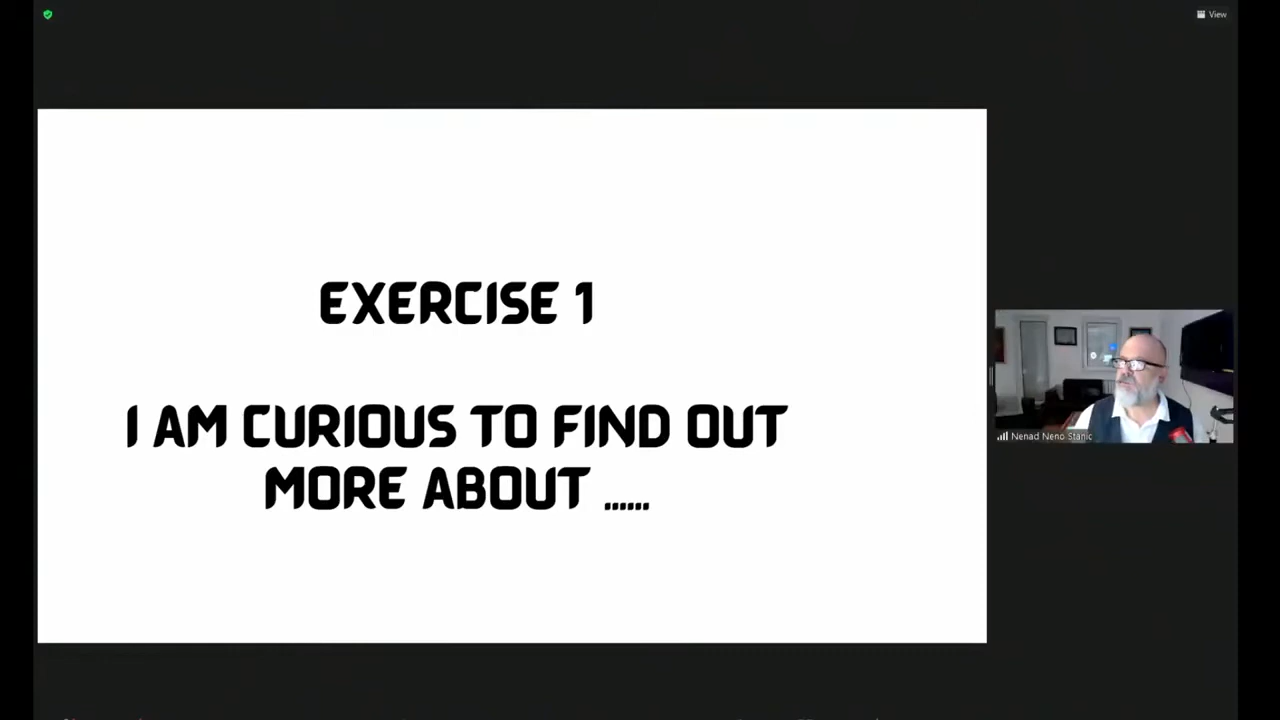 View
EXERCISE 1
I AM CURIOUS TO FIND OUT
MORE ABOUT ......
Nenad Neno Stanic